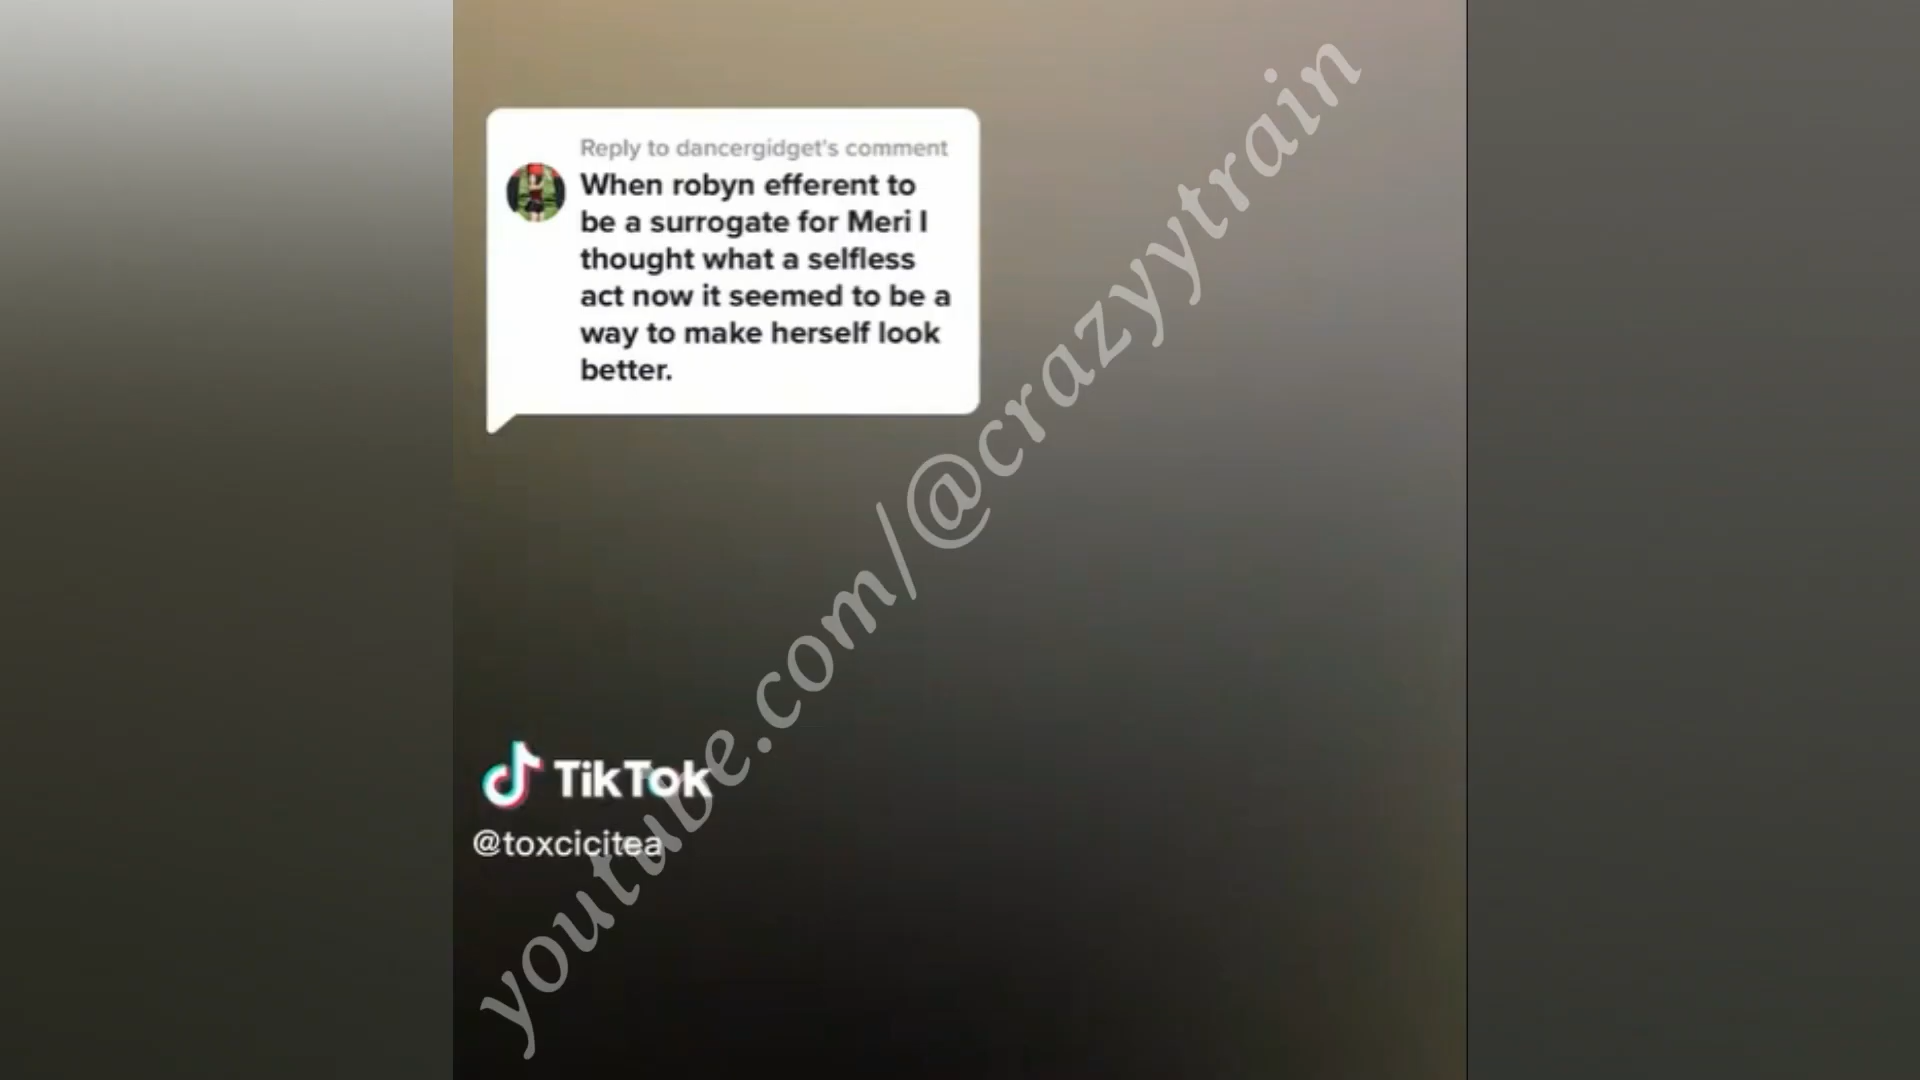 Reply to dancergidget's comment
When robyn efferent to
be a surrogate for Meri I
thought what a selfless
act now it seemed to be a
way to make herself look
better.
TikTok
@toxcicitea
youtube.com/@crazyytrain